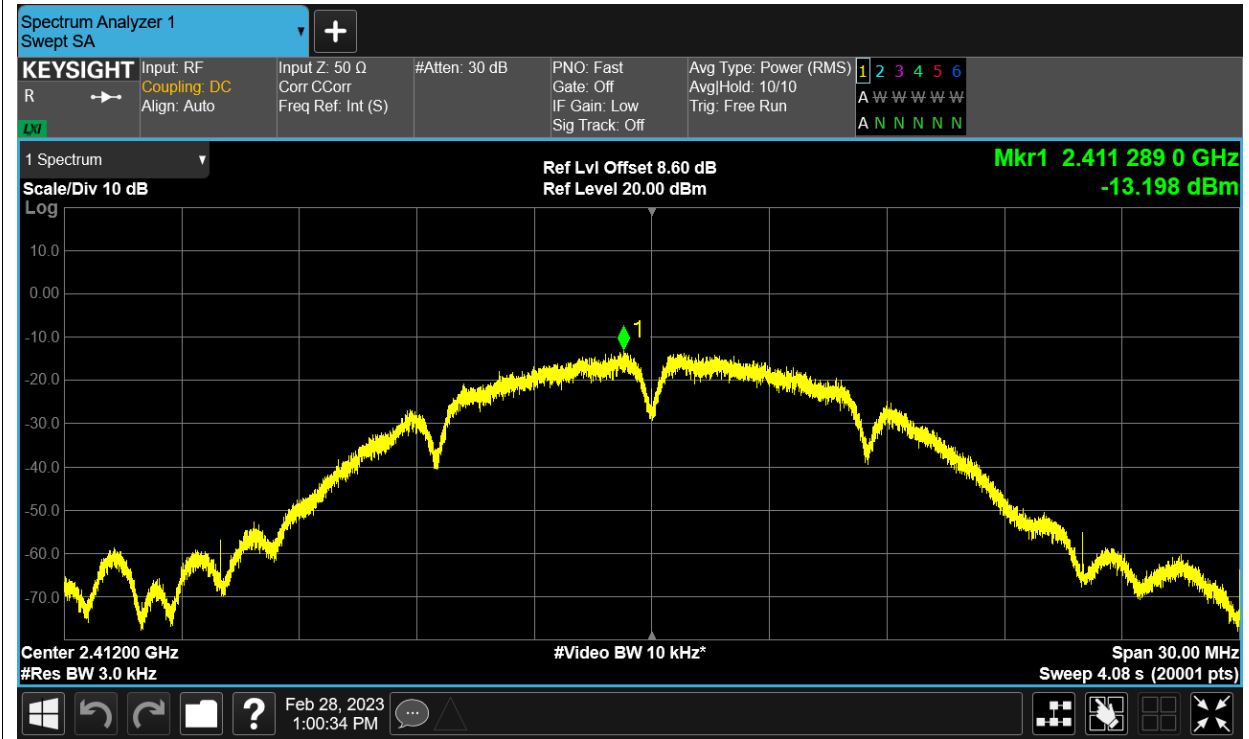 Spectrum Analyzer 1
Swept SA
+
KEYSIGHT
R
LXI
Input: RF
Coupling: DC
Align: Auto
Input Z: 50 Ω
Corr CCorr
Freq Ref: Int (S)
#Atten: 30 dB
PNO: Fast
Gate: Off
IF Gain: Low
Sig Track: Off
Avg Type: Power (RMS)
Avg|Hold: 10/10
Trig: Free Run
1 2 3 4 5 6
A W W W W W
A N N N N N
1 Spectrum
Scale/Div 10 dB
Log
Ref Lvl Offset 8.60 dB
Ref Level 20.00 dBm
Mkr1 2.411 289 0 GHz
-13.198 dBm
10.0
0.00
-10.0
-20.0
-30.0
-40.0
-50.0
-60.0
-70.0
1
Center 2.41200 GHz
#Res BW 3.0 kHz
#Video BW 10 kHz*
Span 30.00 MHz
Sweep 4.08 s (20001 pts)
?
Feb 28, 2023
1:00:34 PM